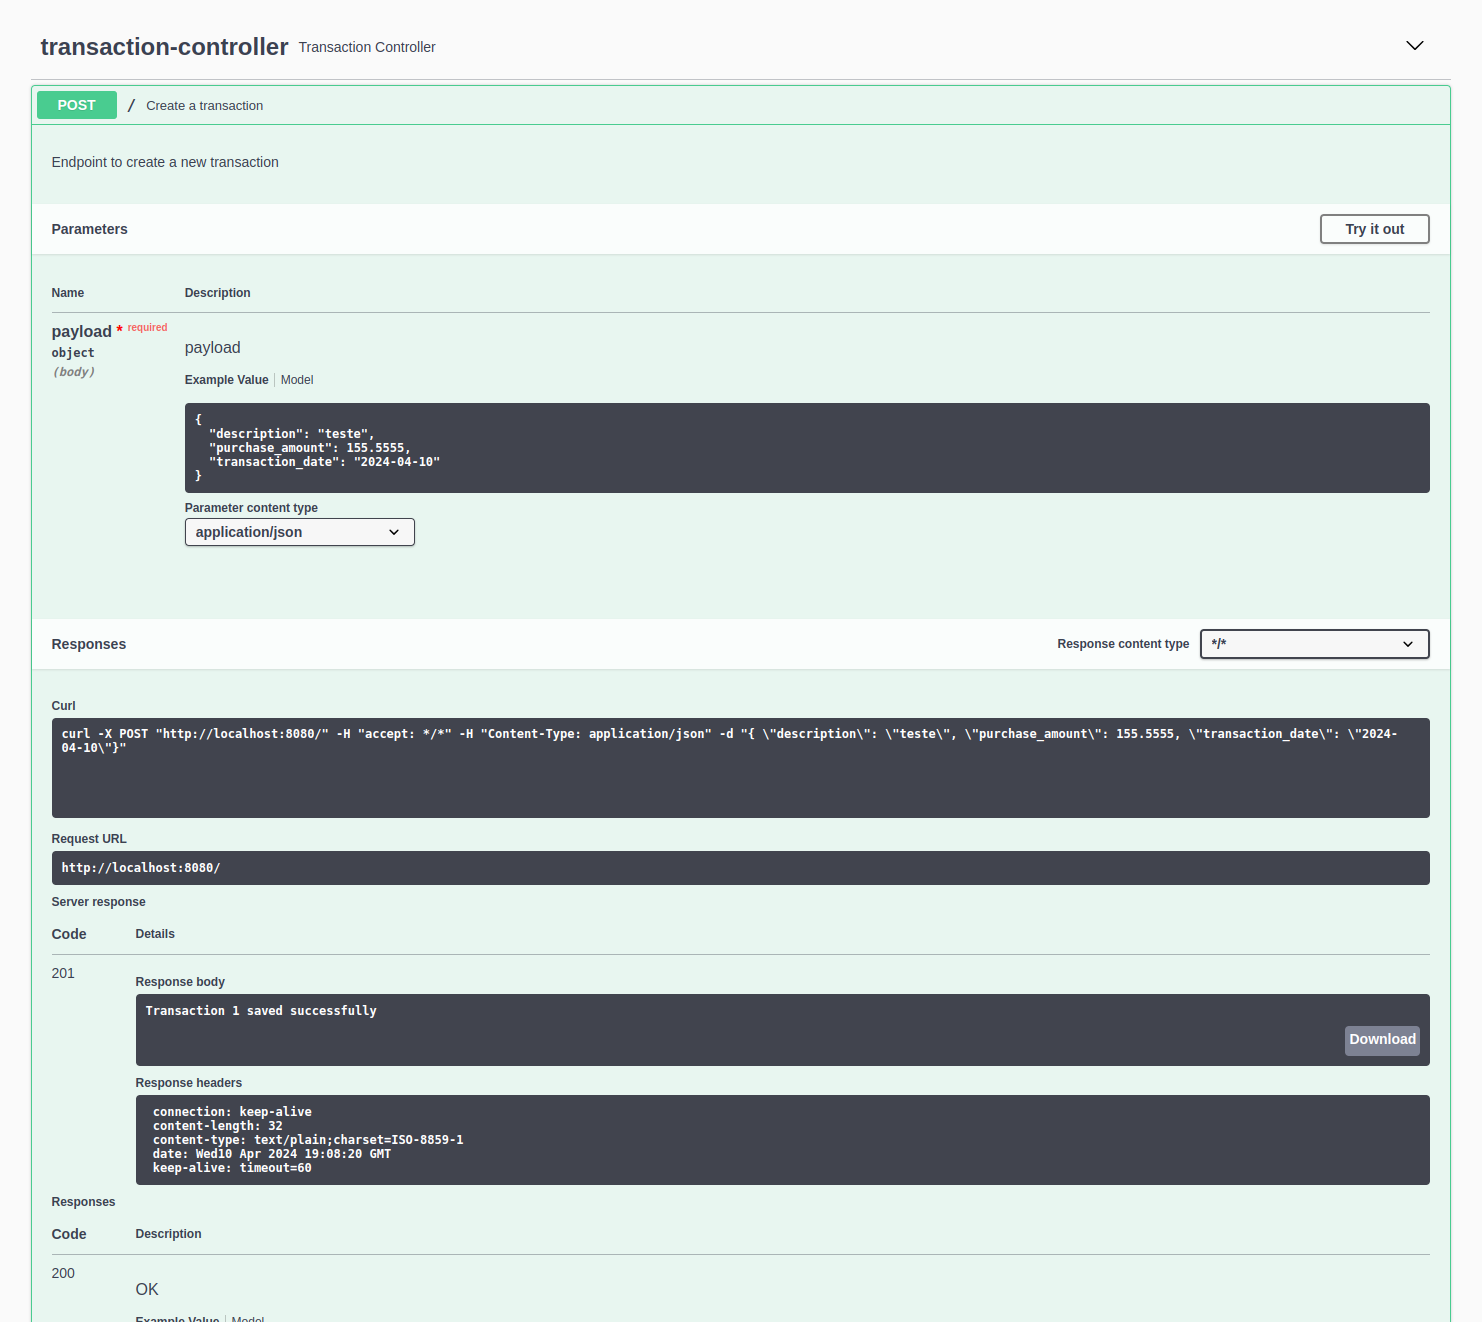 transaction-controller Transaction Controller
POST / Create a transaction
Endpoint to create a new transaction
Parameters Try it out
Name Description
payload * required
object
(body)
payload
Example Value Model
{
  "description": "teste",
  "purchase_amount": 155.5555,
  "transaction_date": "2024-04-10"
}
Parameter content type
application/json
Responses Response content type */*
Curl
curl -X POST "http://localhost:8080/" -H "accept: */*" -H "Content-Type: application/json" -d "{ \"description\": \"teste\", \"purchase_amount\": 155.5555, \"transaction_date\": \"2024-
04-10\"}"
Request URL
http://localhost:8080/
Server response
Code Details
201
Response body
Transaction 1 saved successfully
Download
Response headers
connection: keep-alive
content-length: 32
content-type: text/plain;charset=ISO-8859-1
date: Wed10 Apr 2024 19:08:20 GMT
keep-alive: timeout=60
Responses
Code Description
200
OK
Example Value Model